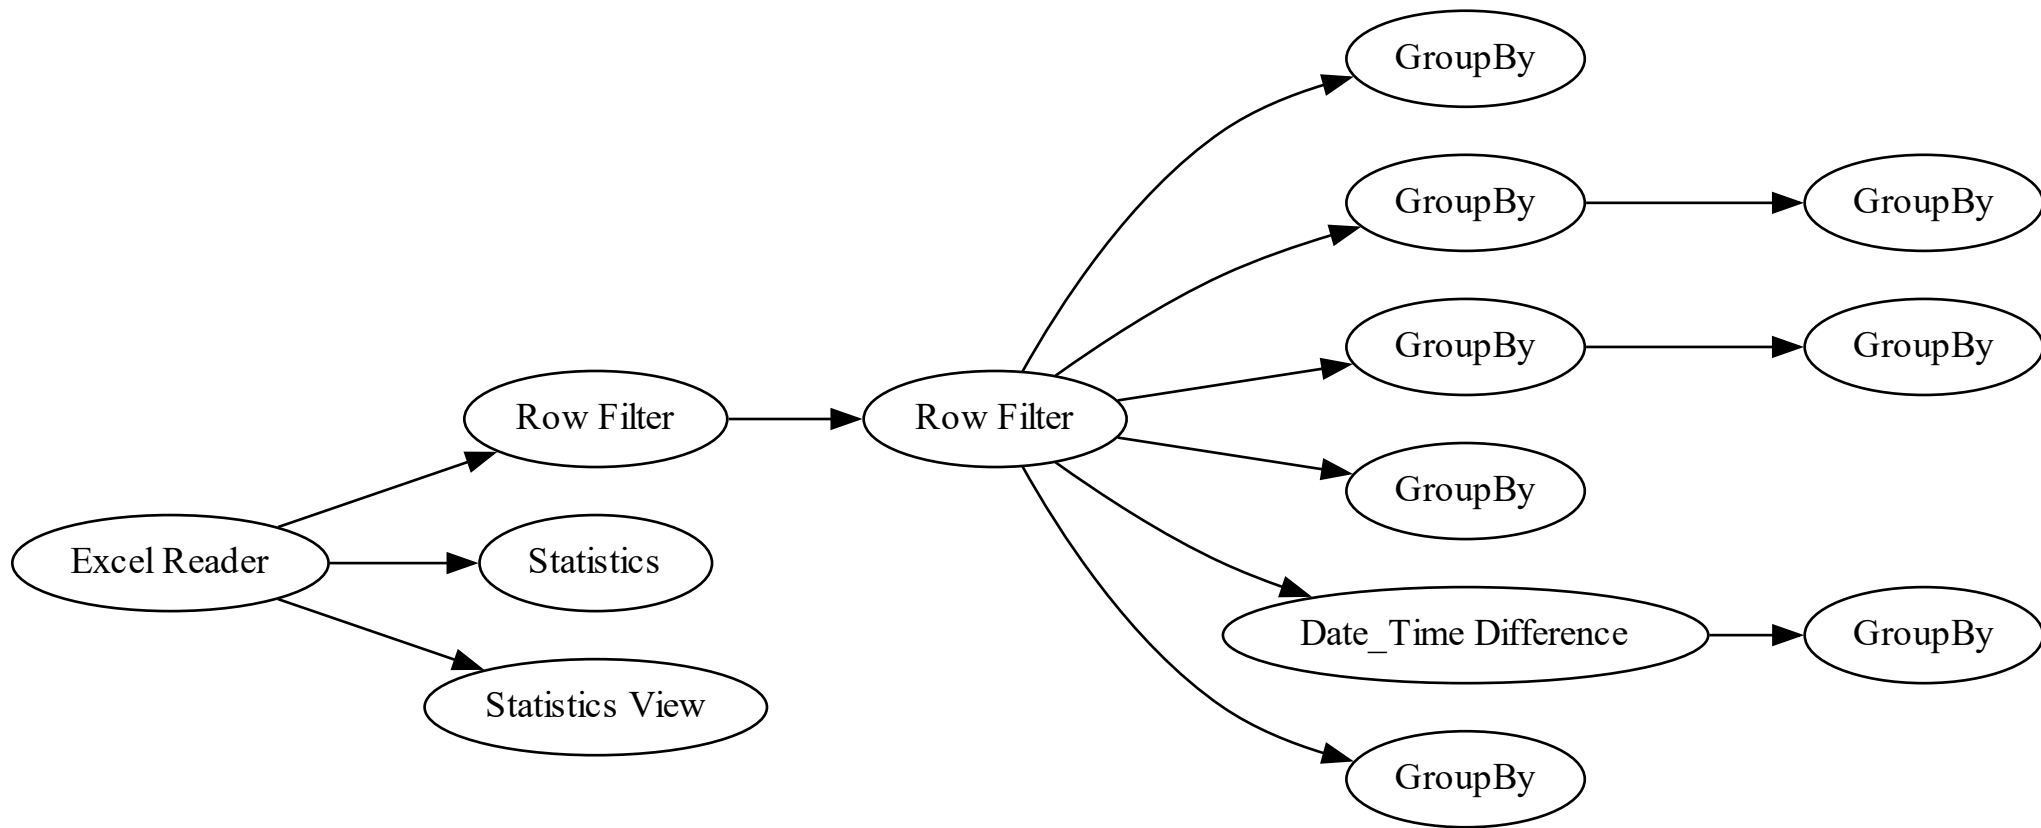 GroupBy
GroupBy
GroupBy
GroupBy
GroupBy
Row Filter
Row Filter
GroupBy
Excel Reader
Statistics
Date_Time Difference
GroupBy
Statistics View
GroupBy